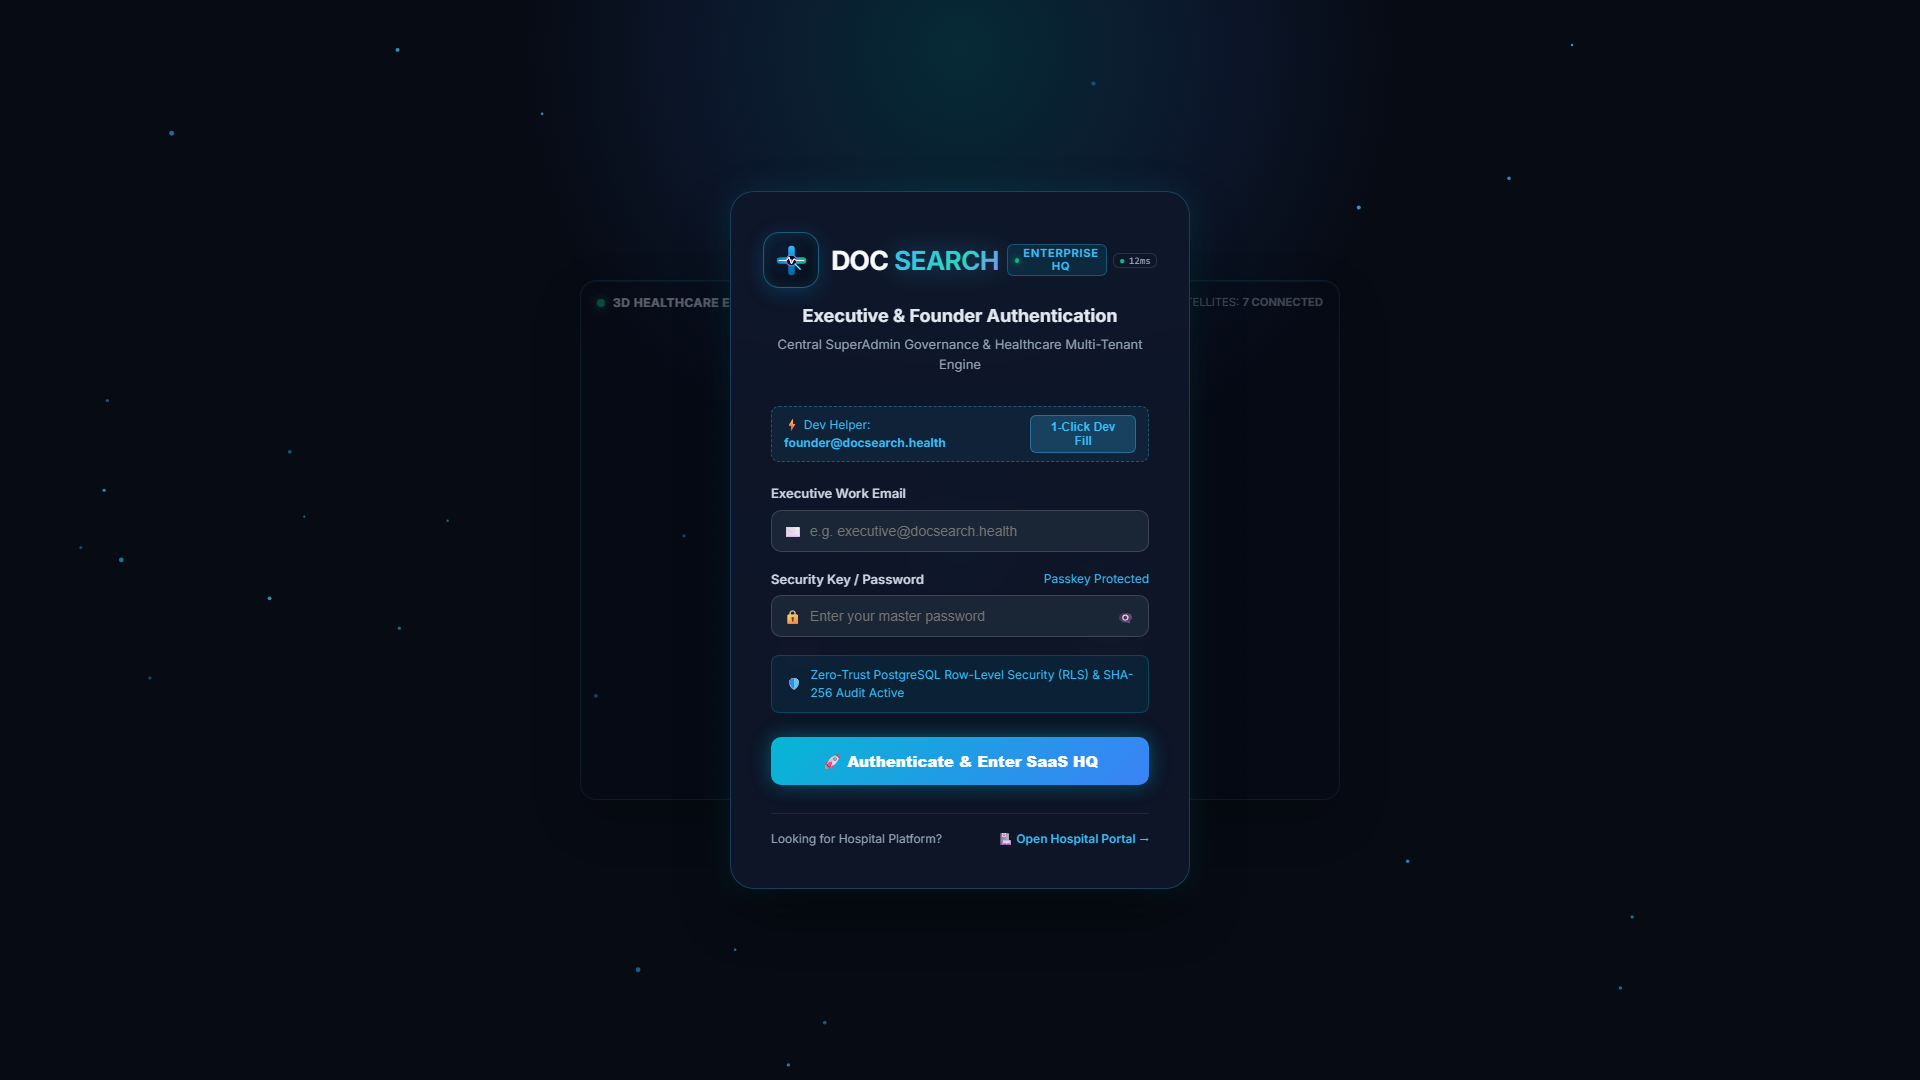 DOC SEARCH
ENTERPRISE
HQ
12ms
3D HEALTHCARE E
TELLITES: 7 CONNECTED
Executive & Founder Authentication
Central SuperAdmin Governance & Healthcare Multi-Tenant
Engine
Dev Helper:
founder@docsearch.health
1-Click Dev
Fill
Executive Work Email
e.g. executive@docsearch.health
Security Key / Password
Passkey Protected
Enter your master password
Zero-Trust PostgreSQL Row-Level Security (RLS) & SHA-
256 Audit Active
Authenticate & Enter SaaS HQ
Looking for Hospital Platform?
Open Hospital Portal →